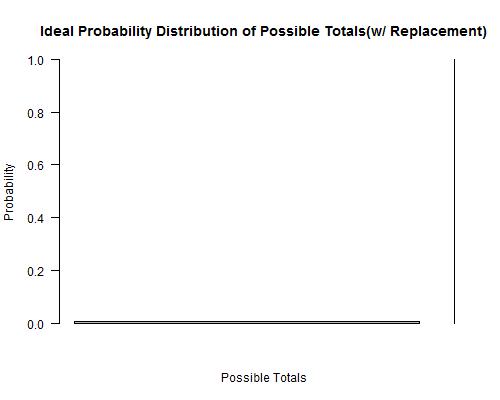 Ideal Probability Distribution of Possible Totals(w/ Replacement)
1.0
0.8
0.6
0.4
0.2
0.0
Probability
Possible Totals